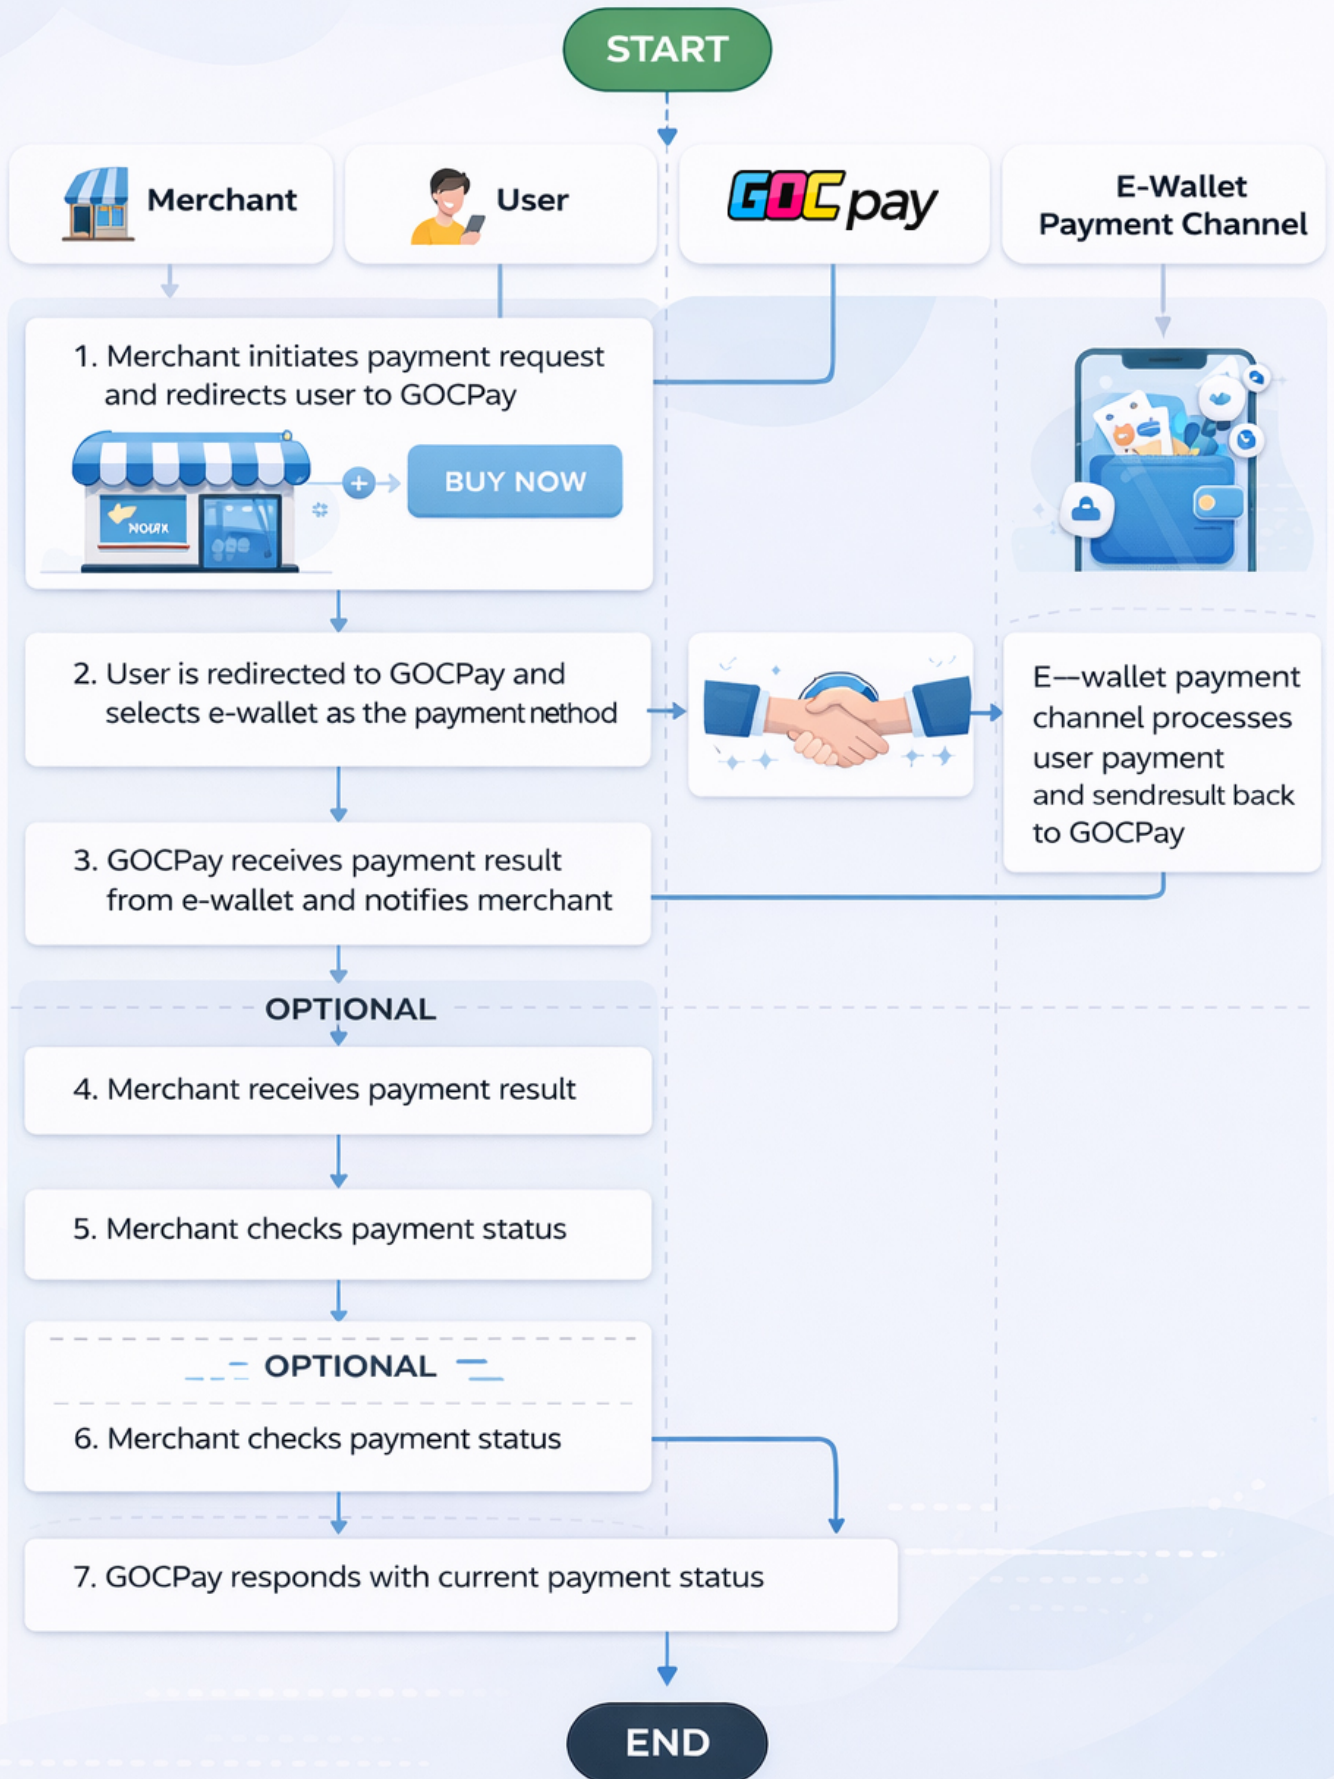 START
Merchant
User
GOC pay
E-Wallet
Payment Channel
1. Merchant initiates payment request
and redirects user to GOCPay
BUY NOW
2. User is redirected to GOCPay and
selects e-wallet as the payment nethod
E-–wallet payment
channel processes
user payment
and sendresult back
to GOCPay
3. GOCPay receives payment result
from e-wallet and notifies merchant
OPTIONAL
4. Merchant receives payment result
5. Merchant checks payment status
OPTIONAL
6. Merchant checks payment status
7. GOCPay responds with current payment status
END